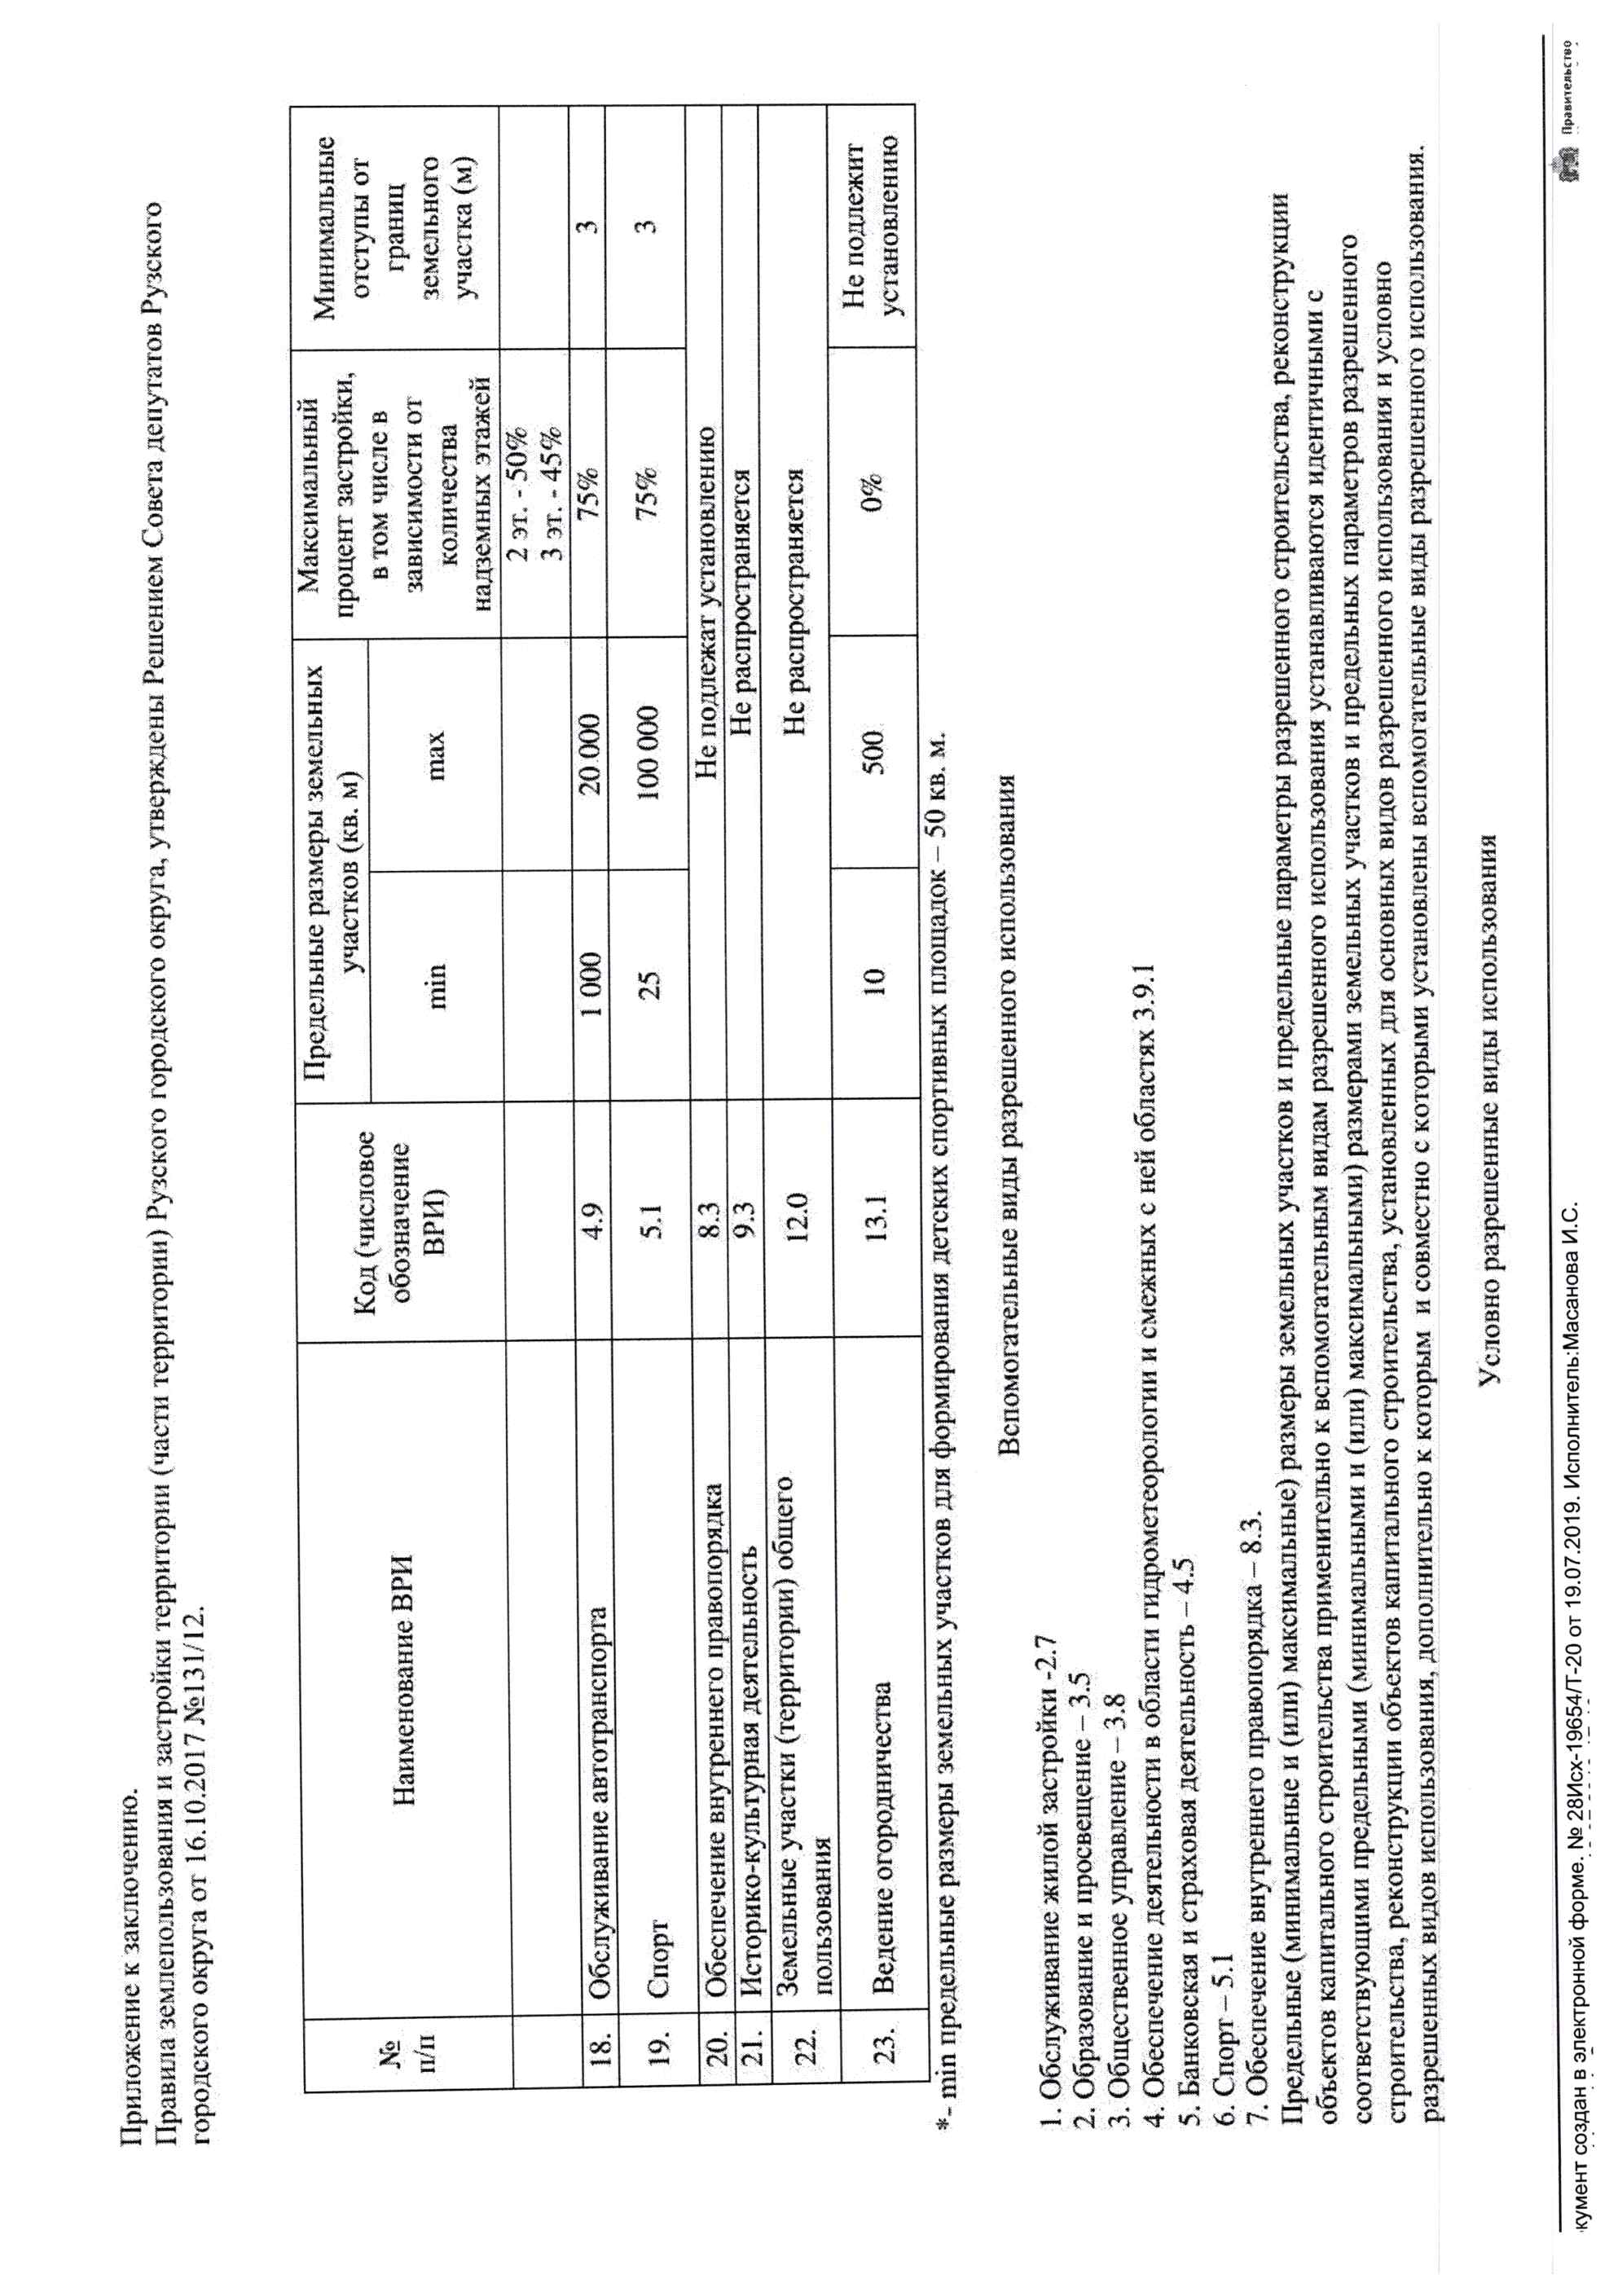 Приложение к заключению.
Правила землепользования и застройки территории (части территории) Рузского городского округа, утверждены Решением Совета депутатов Рузского
городского округа от 16.10.2017 №131/12.
№
п/п
Наименование ВРИ
Код (числовое
обозначение
ВРИ)
Предельные размеры земельных
участков (кв. м)
min
max
Максимальный
процент застройки,
в том числе в
зависимости от
количества
надземных этажей
Минимальные
отступы от
границ
земельного
участка (м)
2 эт. - 50%
3 эт. - 45%
18. Обслуживание автотранспорта 4.9 1 000 20 000 75% 3
19. Спорт 5.1 25 100 000 75% 3
20. Обеспечение внутреннего правопорядка 8.3 Не подлежат установлению
21. Историко-культурная деятельность 9.3 Не распространяется
22. Земельные участки (территории) общего
пользования 12.0 Не распространяется
23. Ведение огородничества 13.1 10 500 0% Не подлежит
установлению
*- min предельные размеры земельных участков для формирования детских спортивных площадок – 50 кв. м.
Вспомогательные виды разрешенного использования
1. Обслуживание жилой застройки -2.7
2. Образование и просвещение – 3.5
3. Общественное управление – 3.8
4. Обеспечение деятельности в области гидрометеорологии и смежных с ней областях 3.9.1
5. Банковская и страховая деятельность – 4.5
6. Спорт – 5.1
7. Обеспечение внутреннего правопорядка – 8.3.
Предельные (минимальные и (или) максимальные) размеры земельных участков и предельные параметры разрешенного строительства, реконструкции
объектов капитального строительства применительно к вспомогательным видам разрешенного использования устанавливаются идентичными с
соответствующими предельными (минимальными и (или) максимальными) размерами земельных участков и предельных параметров разрешенного
строительства, реконструкции объектов капитального строительства, установленных для основных видов разрешенного использования и условно
разрешенных видов использования, дополнительно к которым и совместно с которыми установлены вспомогательные виды разрешенного использования.
Условно разрешенные виды использования
кумент создан в электронной форме. № 28Исх-19654/Т-20 от 19.07.2019. Исполнитель:Масанова И.С.
Правительство